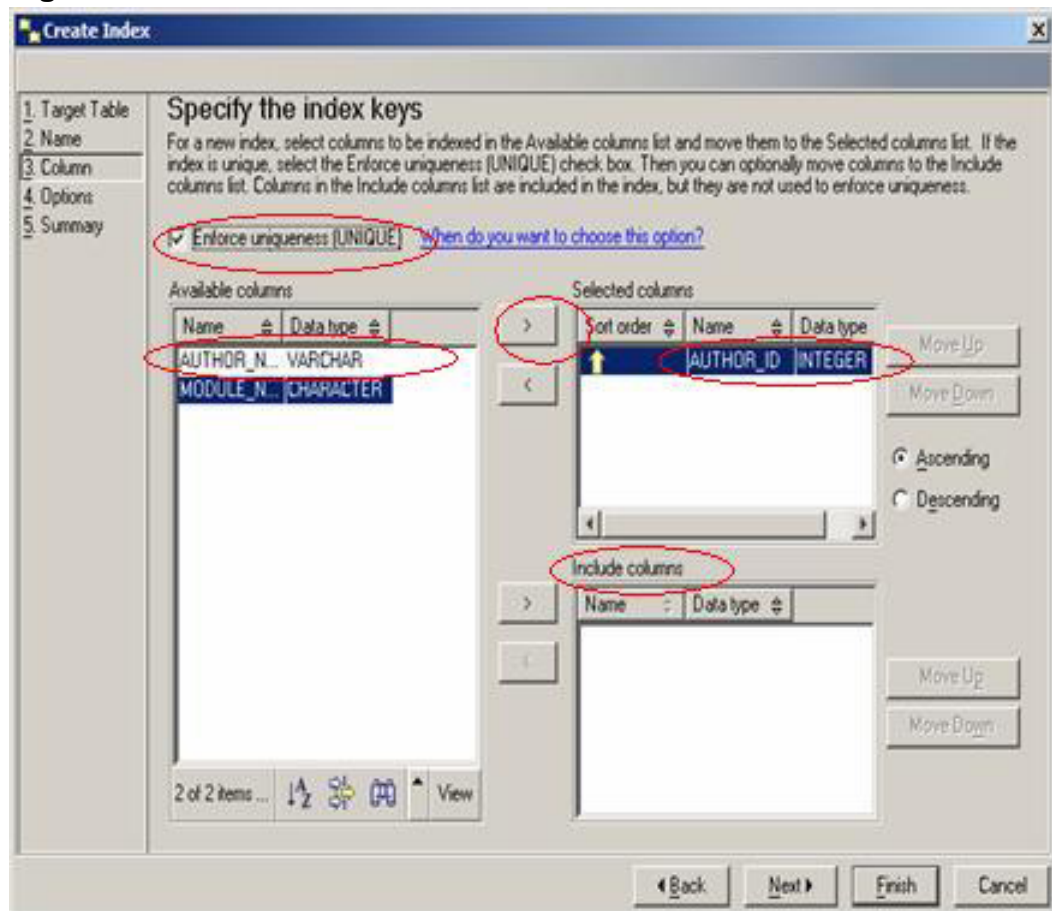 Create Index
1. Target Table
2. Name
3. Column
4. Options
5. Summary
Specify the index keys
For a new index, select columns to be indexed in the Available columns list and move them to the Selected columns list. If the
index is unique, select the Enforce uniqueness (UNIQUE) check box. Then you can optionally move columns to the Include
columns list. Columns in the Include columns list are included in the index, but they are not used to enforce uniqueness.
Enforce uniqueness (UNIQUE) When do you want to choose this option?
Available columns
Name Data type
AUTHOR_N... VARCHAR
MODULE_N... CHARACTER
2 of 2 items ... View
>
<
Selected columns
Sort order Name Data type
AUTHOR_ID INTEGER
Move Up
Move Down
Ascending
Descending
>
<
Include columns
Name Data type
Move Up
Move Down
Back Next Finish Cancel